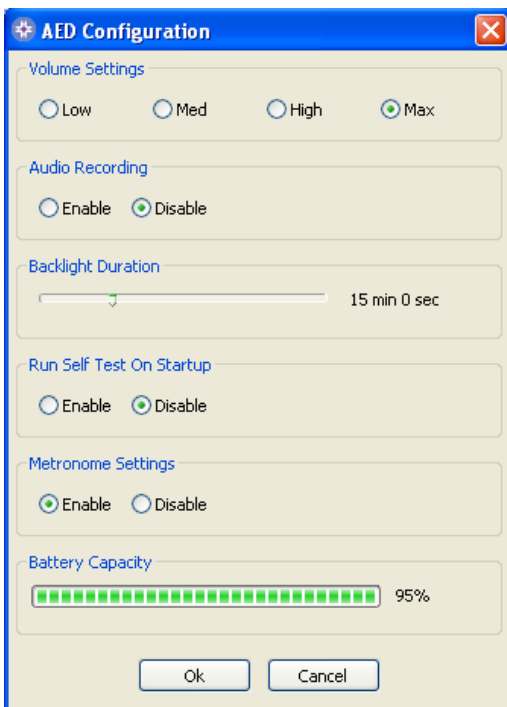 AED Configuration
Volume Settings
Low Med High Max
Audio Recording
Enable Disable
Backlight Duration
15 min 0 sec
Run Self Test On Startup
Enable Disable
Metronome Settings
Enable Disable
Battery Capacity
95%
Ok Cancel